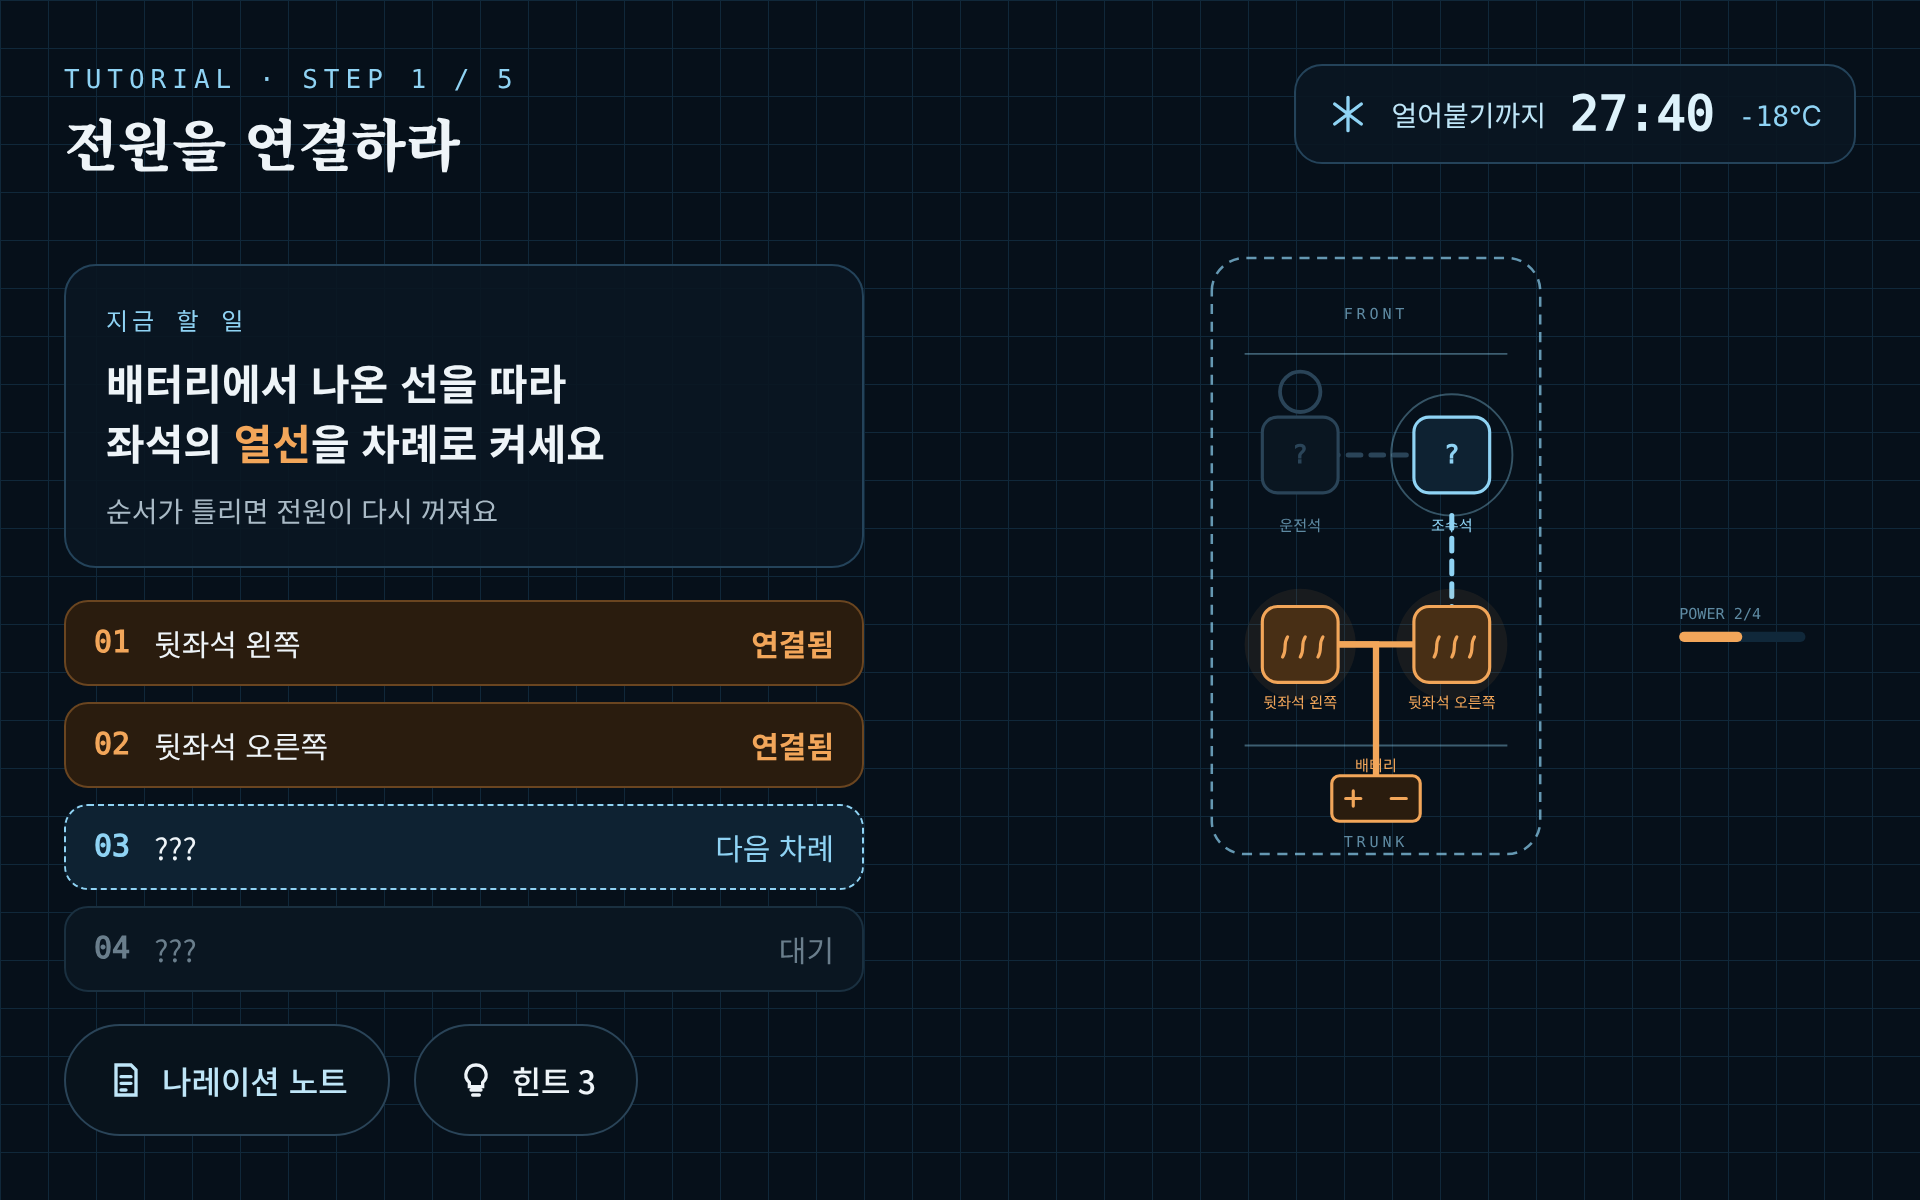 TUTORIAL · STEP 1 / 5
전원을 연결하라
얼어붙기까지 27:40 -18°C
지금 할 일
배터리에서 나온 선을 따라
좌석의 열선을 차례로 켜세요
순서가 틀리면 전원이 다시 꺼져요
01 뒷좌석 왼쪽 연결됨
02 뒷좌석 오른쪽 연결됨
03 ??? 다음 차례
04 ??? 대기
나레이션 노트
힌트 3
FRONT
? ?
운전석 조수석
뒷좌석 왼쪽 뒷좌석 오른쪽
배터리
+ −
TRUNK
POWER 2/4